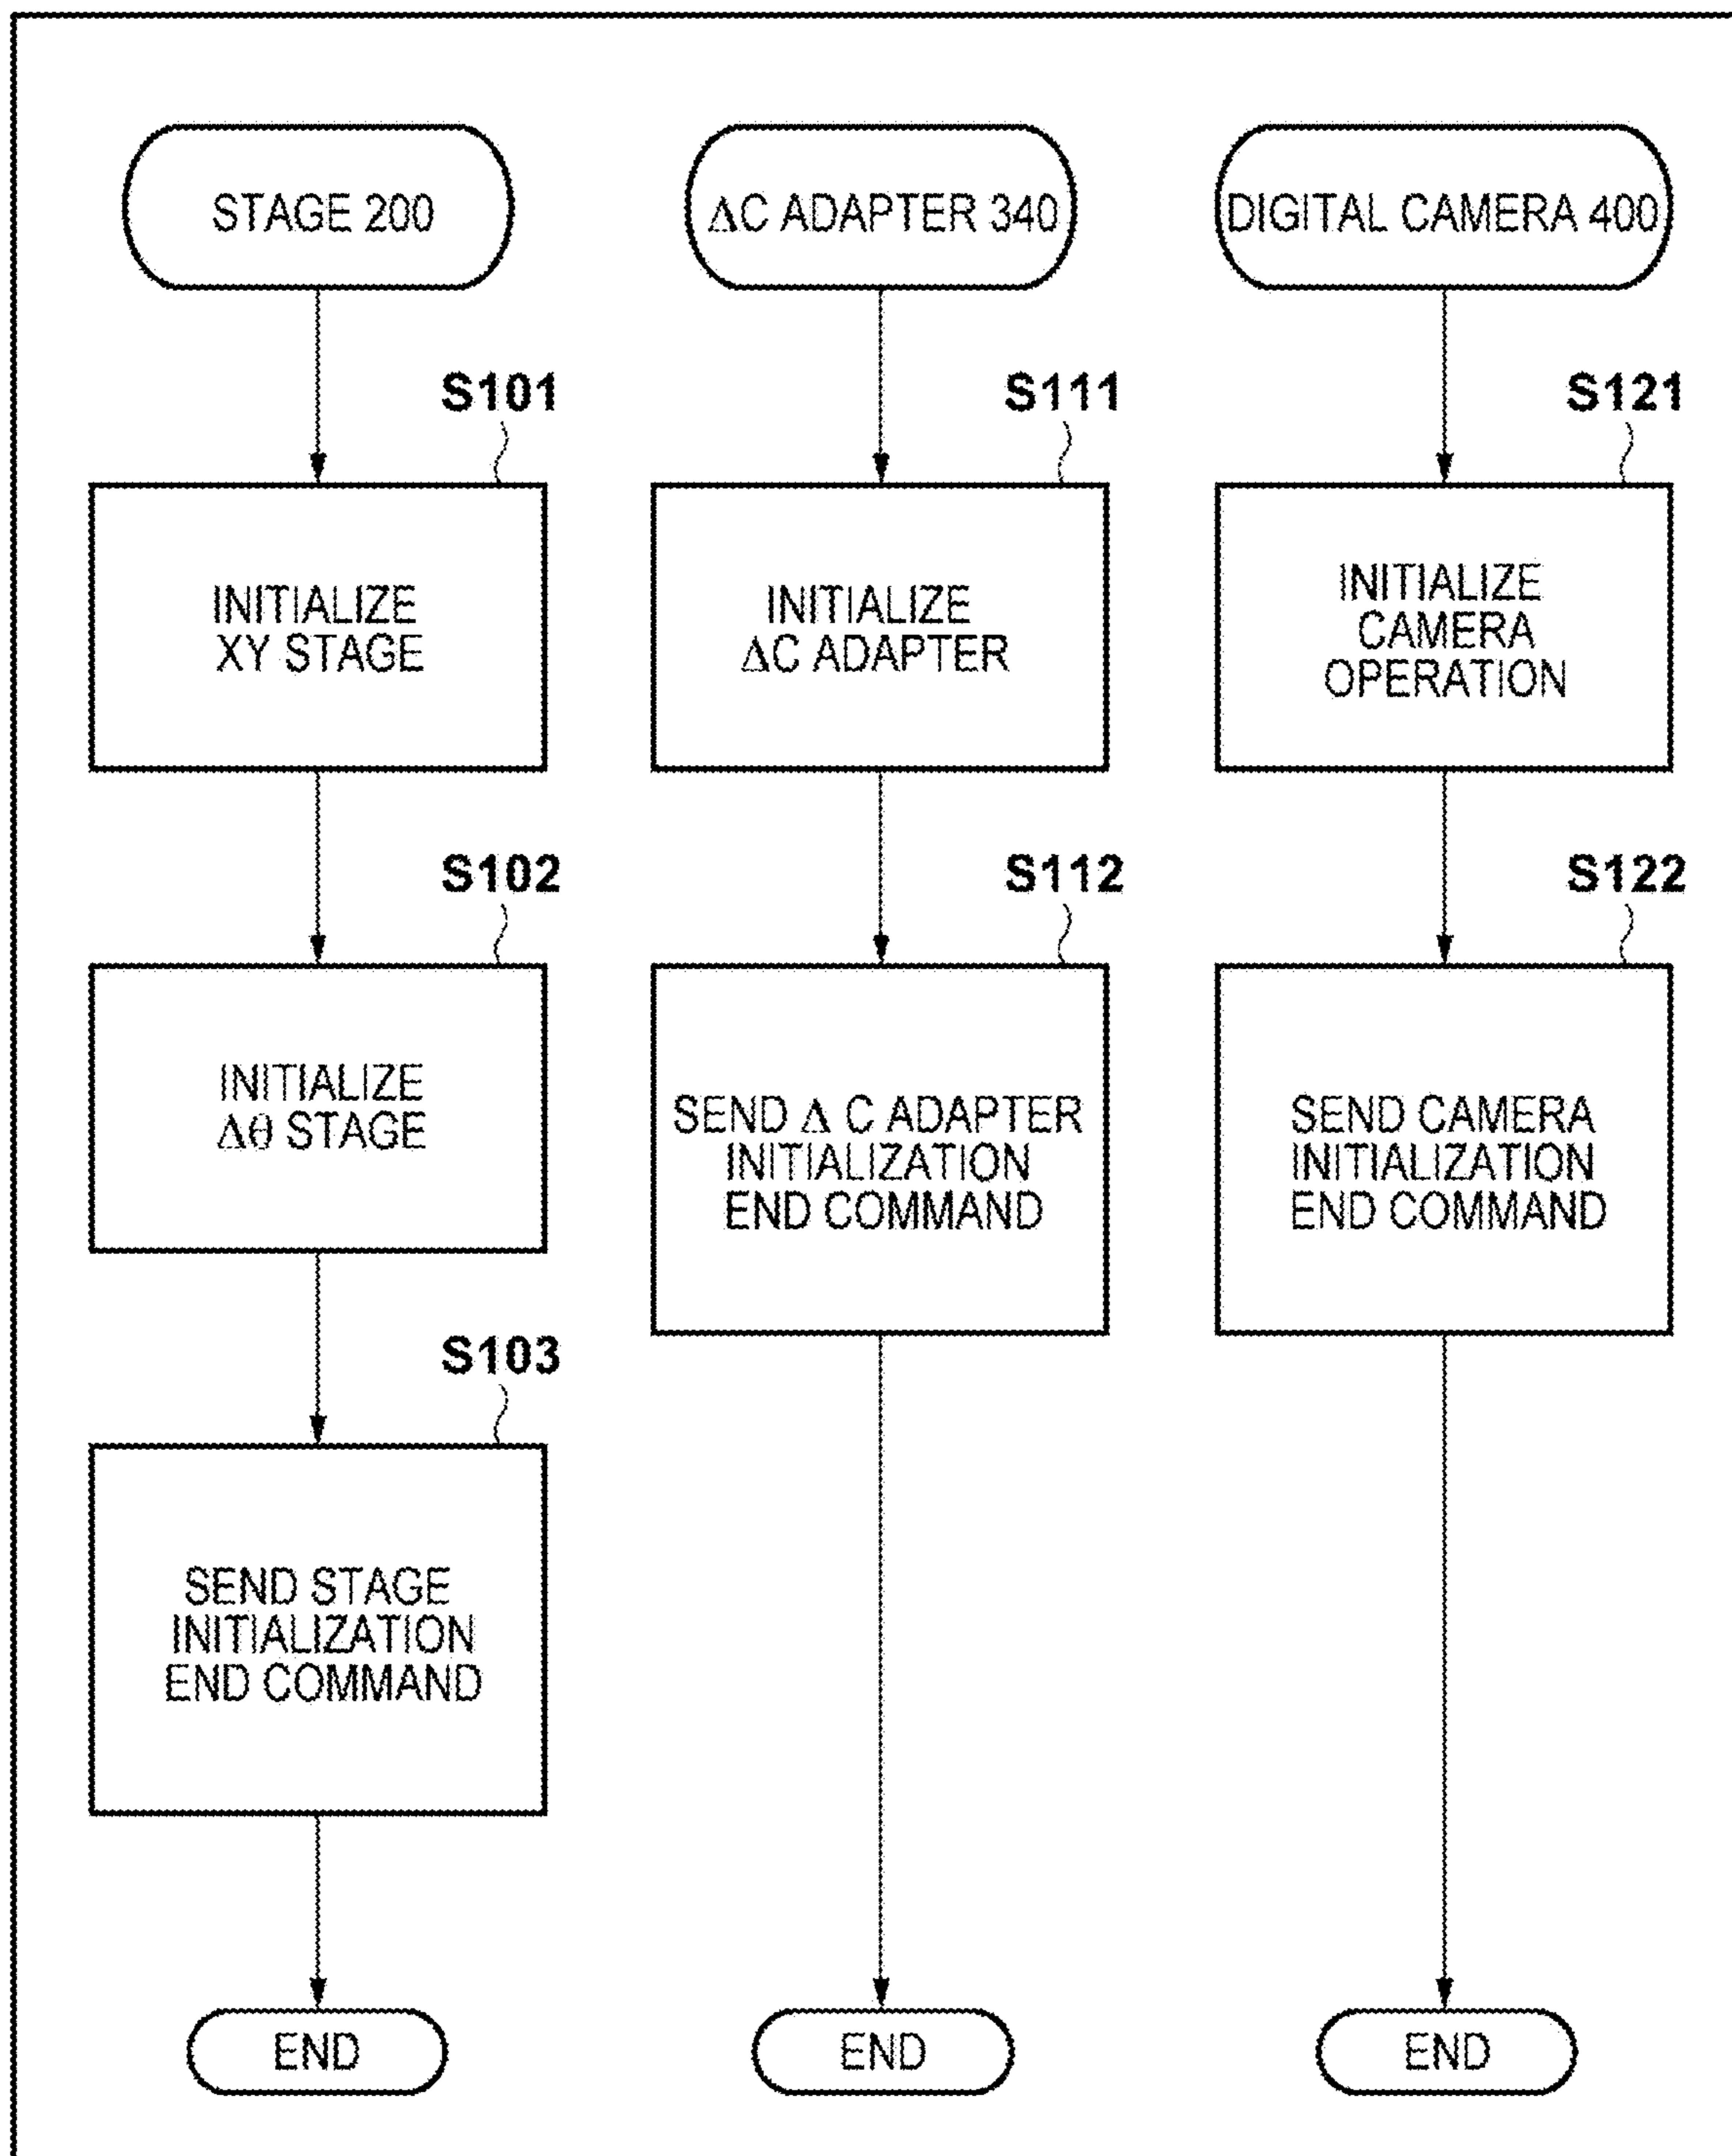 STAGE 200
S101
INITIALIZE
XY STAGE
S102
INITIALIZE
Δθ STAGE
S103
SEND STAGE
INITIALIZATION
END COMMAND
END
ΔC ADAPTER 340
S111
INITIALIZE
ΔC ADAPTER
S112
SEND Δ C ADAPTER
INITIALIZATION
END COMMAND
END
DIGITAL CAMERA 400
S121
INITIALIZE
CAMERA
OPERATION
S122
SEND CAMERA
INITIALIZATION
END COMMAND
END